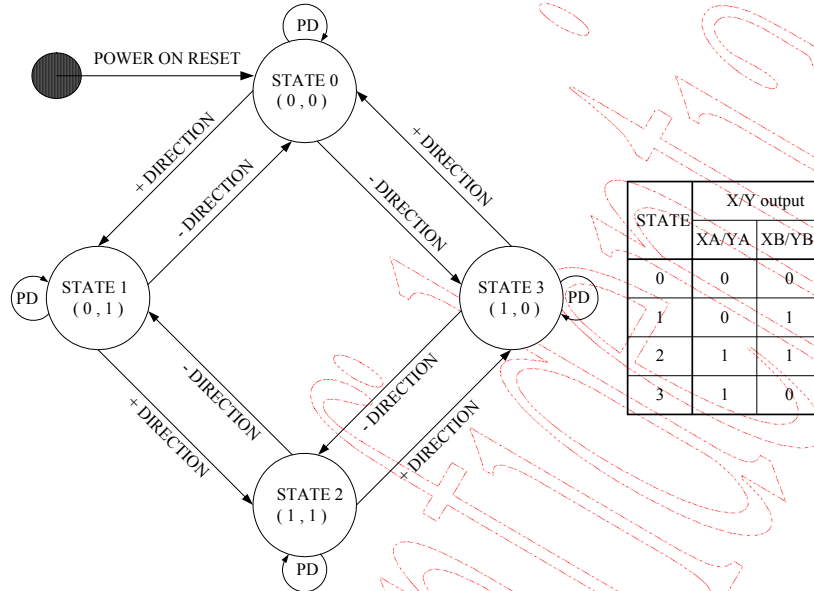 PD
POWER ON RESET
STATE 0
( 0 , 0 )
+ DIRECTION
- DIRECTION
- DIRECTION
+ DIRECTION
PD
STATE 1
( 0 , 1 )
STATE 3
( 1 , 0 )
PD
+ DIRECTION
- DIRECTION
- DIRECTION
+ DIRECTION
STATE 2
( 1 , 1 )
PD
STATE X/Y output
XA/YA XB/YB
0 0 0
1 0 1
2 1 1
3 1 0